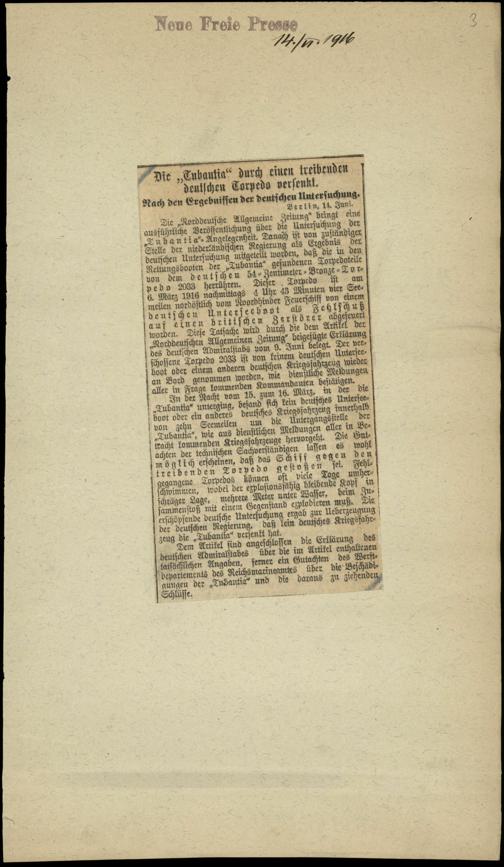 Neue Freie Presse
3
14./VI. 1916
Die „Tubantia“ durch einen treibenden
deutschen Torpedo versenkt.
Nach den Ergebnissen der deutschen Untersuchung.
Berlin, 14. Juni.
Die „Norddeutsche Allgemeine Zeitung“ bringt eine
ausführliche Veröffentlichung über die Untersuchung der
„Tubantia“-Angelegenheit. Danach ist von zuständiger
Stelle der niederländischen Regierung als Ergebnis der
deutschen Untersuchung mitgeteilt worden, daß die in den
Rettungsbooten der „Tubantia“ gefundenen Torpedoteile
von dem deutschen 54-Zentimeter-Bronze-Tor-
pedo 2033 herrühren. Dieser Torpedo ist am
6. März 1916 nachmittags 4 Uhr 43 Minuten vier See-
meilen nordöstlich vom Noordhinder Feuerschiff von einem
deutschen Unterseeboot als Fehlschuß
auf einen britischen Zerstörer abgefeuert
worden. Diese Tatsache wird durch die dem Artikel der
„Norddeutschen Allgemeinen Zeitung“ beigefügte Erklärung
des deutschen Admiralstabs vom 9. Juni belegt. Der ver-
schossene Torpedo 2033 ist von keinem deutschen Untersee-
boot oder einem anderen deutschen Kriegsfahrzeug wieder
an Bord genommen worden, wie dienstliche Meldungen
aller in Frage kommenden Kommandanten bestätigen.
In der Nacht vom 15. zum 16. März, in der die
„Tubantia“ unterging, befand sich kein deutsches Untersee-
boot oder ein anderes deutsches Kriegsfahrzeug innerhalb
von zehn Seemeilen um die Untergangstelle der
„Tubantia“, wie aus dienstlichen Meldungen aller in Be-
tracht kommenden Kriegsfahrzeuge hervorgeht. Die Gut-
achten der technischen Sachverständigen lassen es wohl
möglich erscheinen, daß das Schiff gegen den
treibenden Torpedo gestoßen sei. Fehl-
gegangene Torpedos können oft viele Tage umher-
schwimmen, wobei der explosionsfähig bleibende Kopf in
schräger Lage, mehrere Meter unter Wasser, beim Zu-
sammenstoß mit einem Gegenstand explodieren muß. Die
erschöpfende deutsche Untersuchung ergab zur Ueberzeugung
der deutschen Regierung, daß kein deutsches Kriegsfahr-
zeug die „Tubantia“ versenkt hat.
Dem Artikel sind angeschlossen die Erklärung des
deutschen Admiralstabes über die im Artikel enthaltenen
tatsächlichen Angaben, ferner ein Gutachten des Werft-
departements des Reichsmarineamtes über die Beschädi-
gungen der „Tubantia“ und die daraus zu ziehenden
Schlüsse.